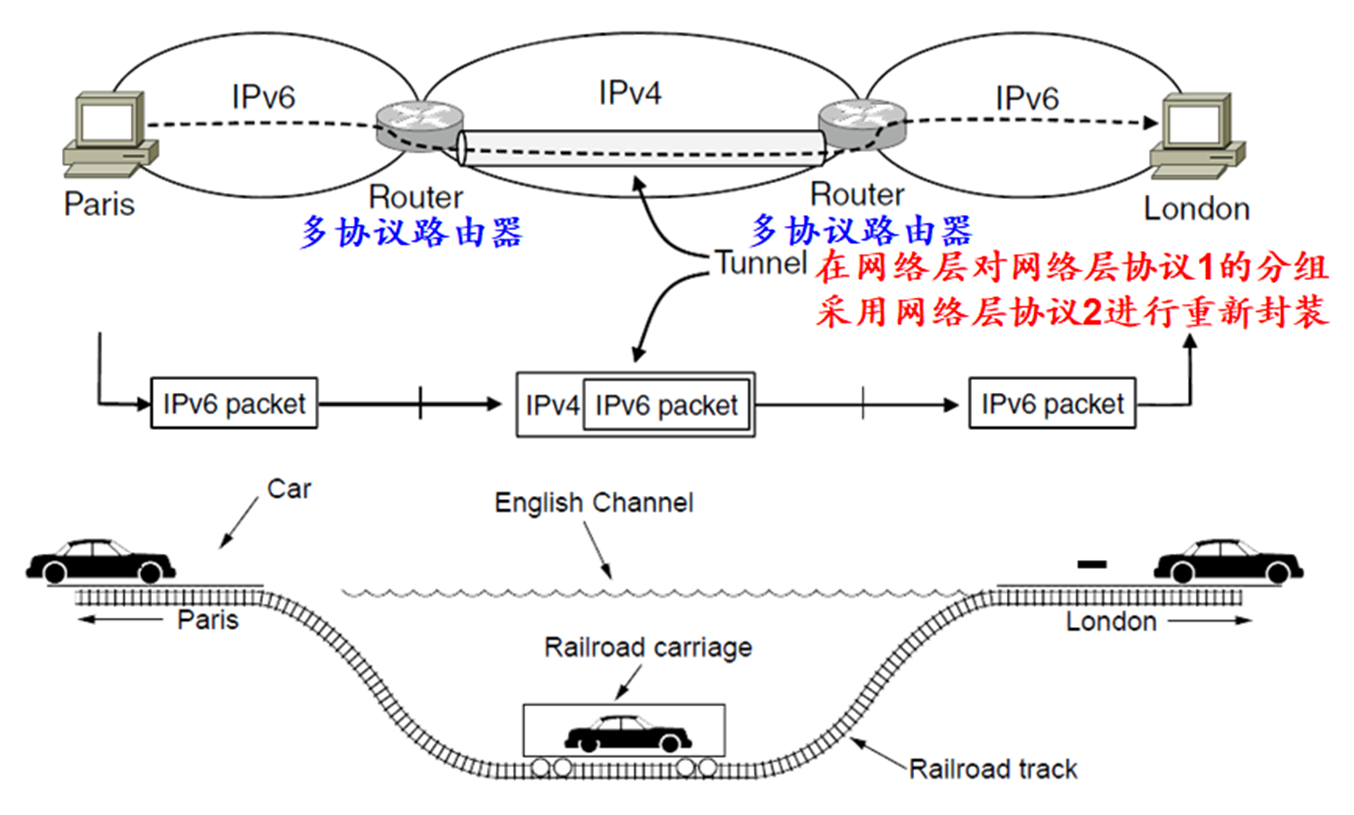 IPv6
IPv4
IPv6
Paris
Router
多协议路由器
Router
多协议路由器
London
Tunnel
在网络层对网络层协议1的分组
采用网络层协议2进行重新封装
IPv6 packet
IPv4
IPv6 packet
IPv6 packet
Car
English Channel
Paris
London
Railroad carriage
Railroad track